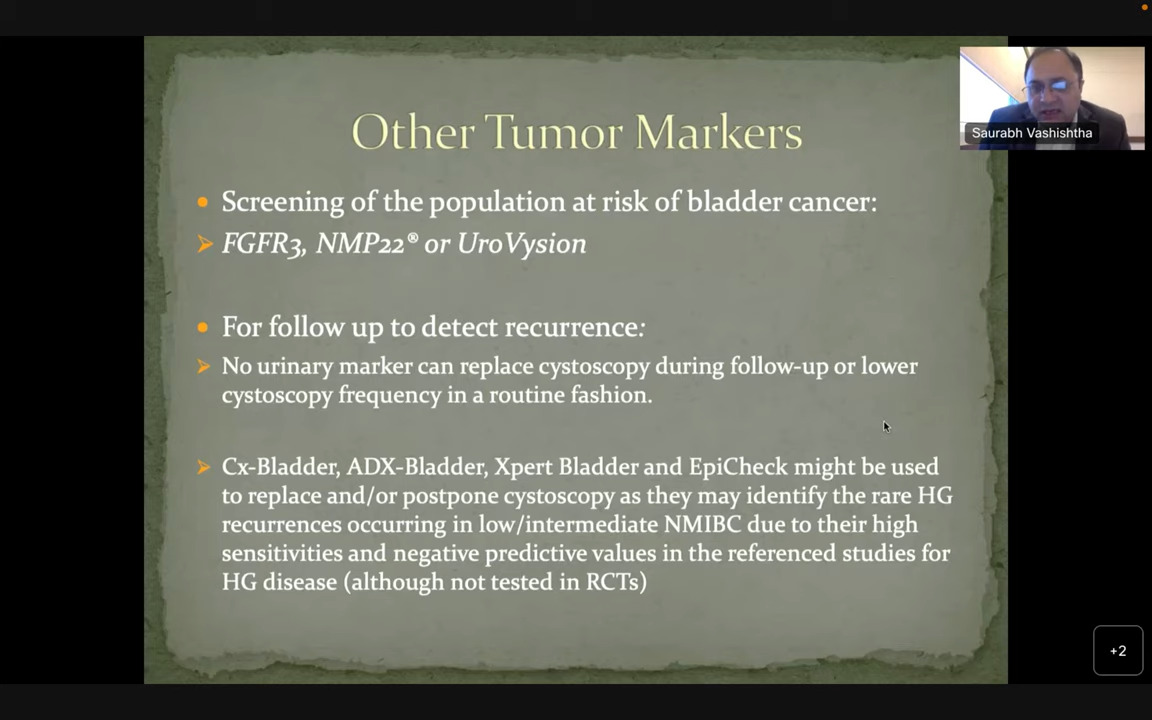 Other Tumor Markers
Saurabh Vashishtha
Screening of the population at risk of bladder cancer:
FGFR3, NMP22® or UroVysion
For follow up to detect recurrence:
No urinary marker can replace cystoscopy during follow-up or lower
cystoscopy frequency in a routine fashion.
Cx-Bladder, ADX-Bladder, Xpert Bladder and EpiCheck might be used
to replace and/or postpone cystoscopy as they may identify the rare HG
recurrences occurring in low/intermediate NMIBC due to their high
sensitivities and negative predictive values in the referenced studies for
HG disease (although not tested in RCTs)
+2